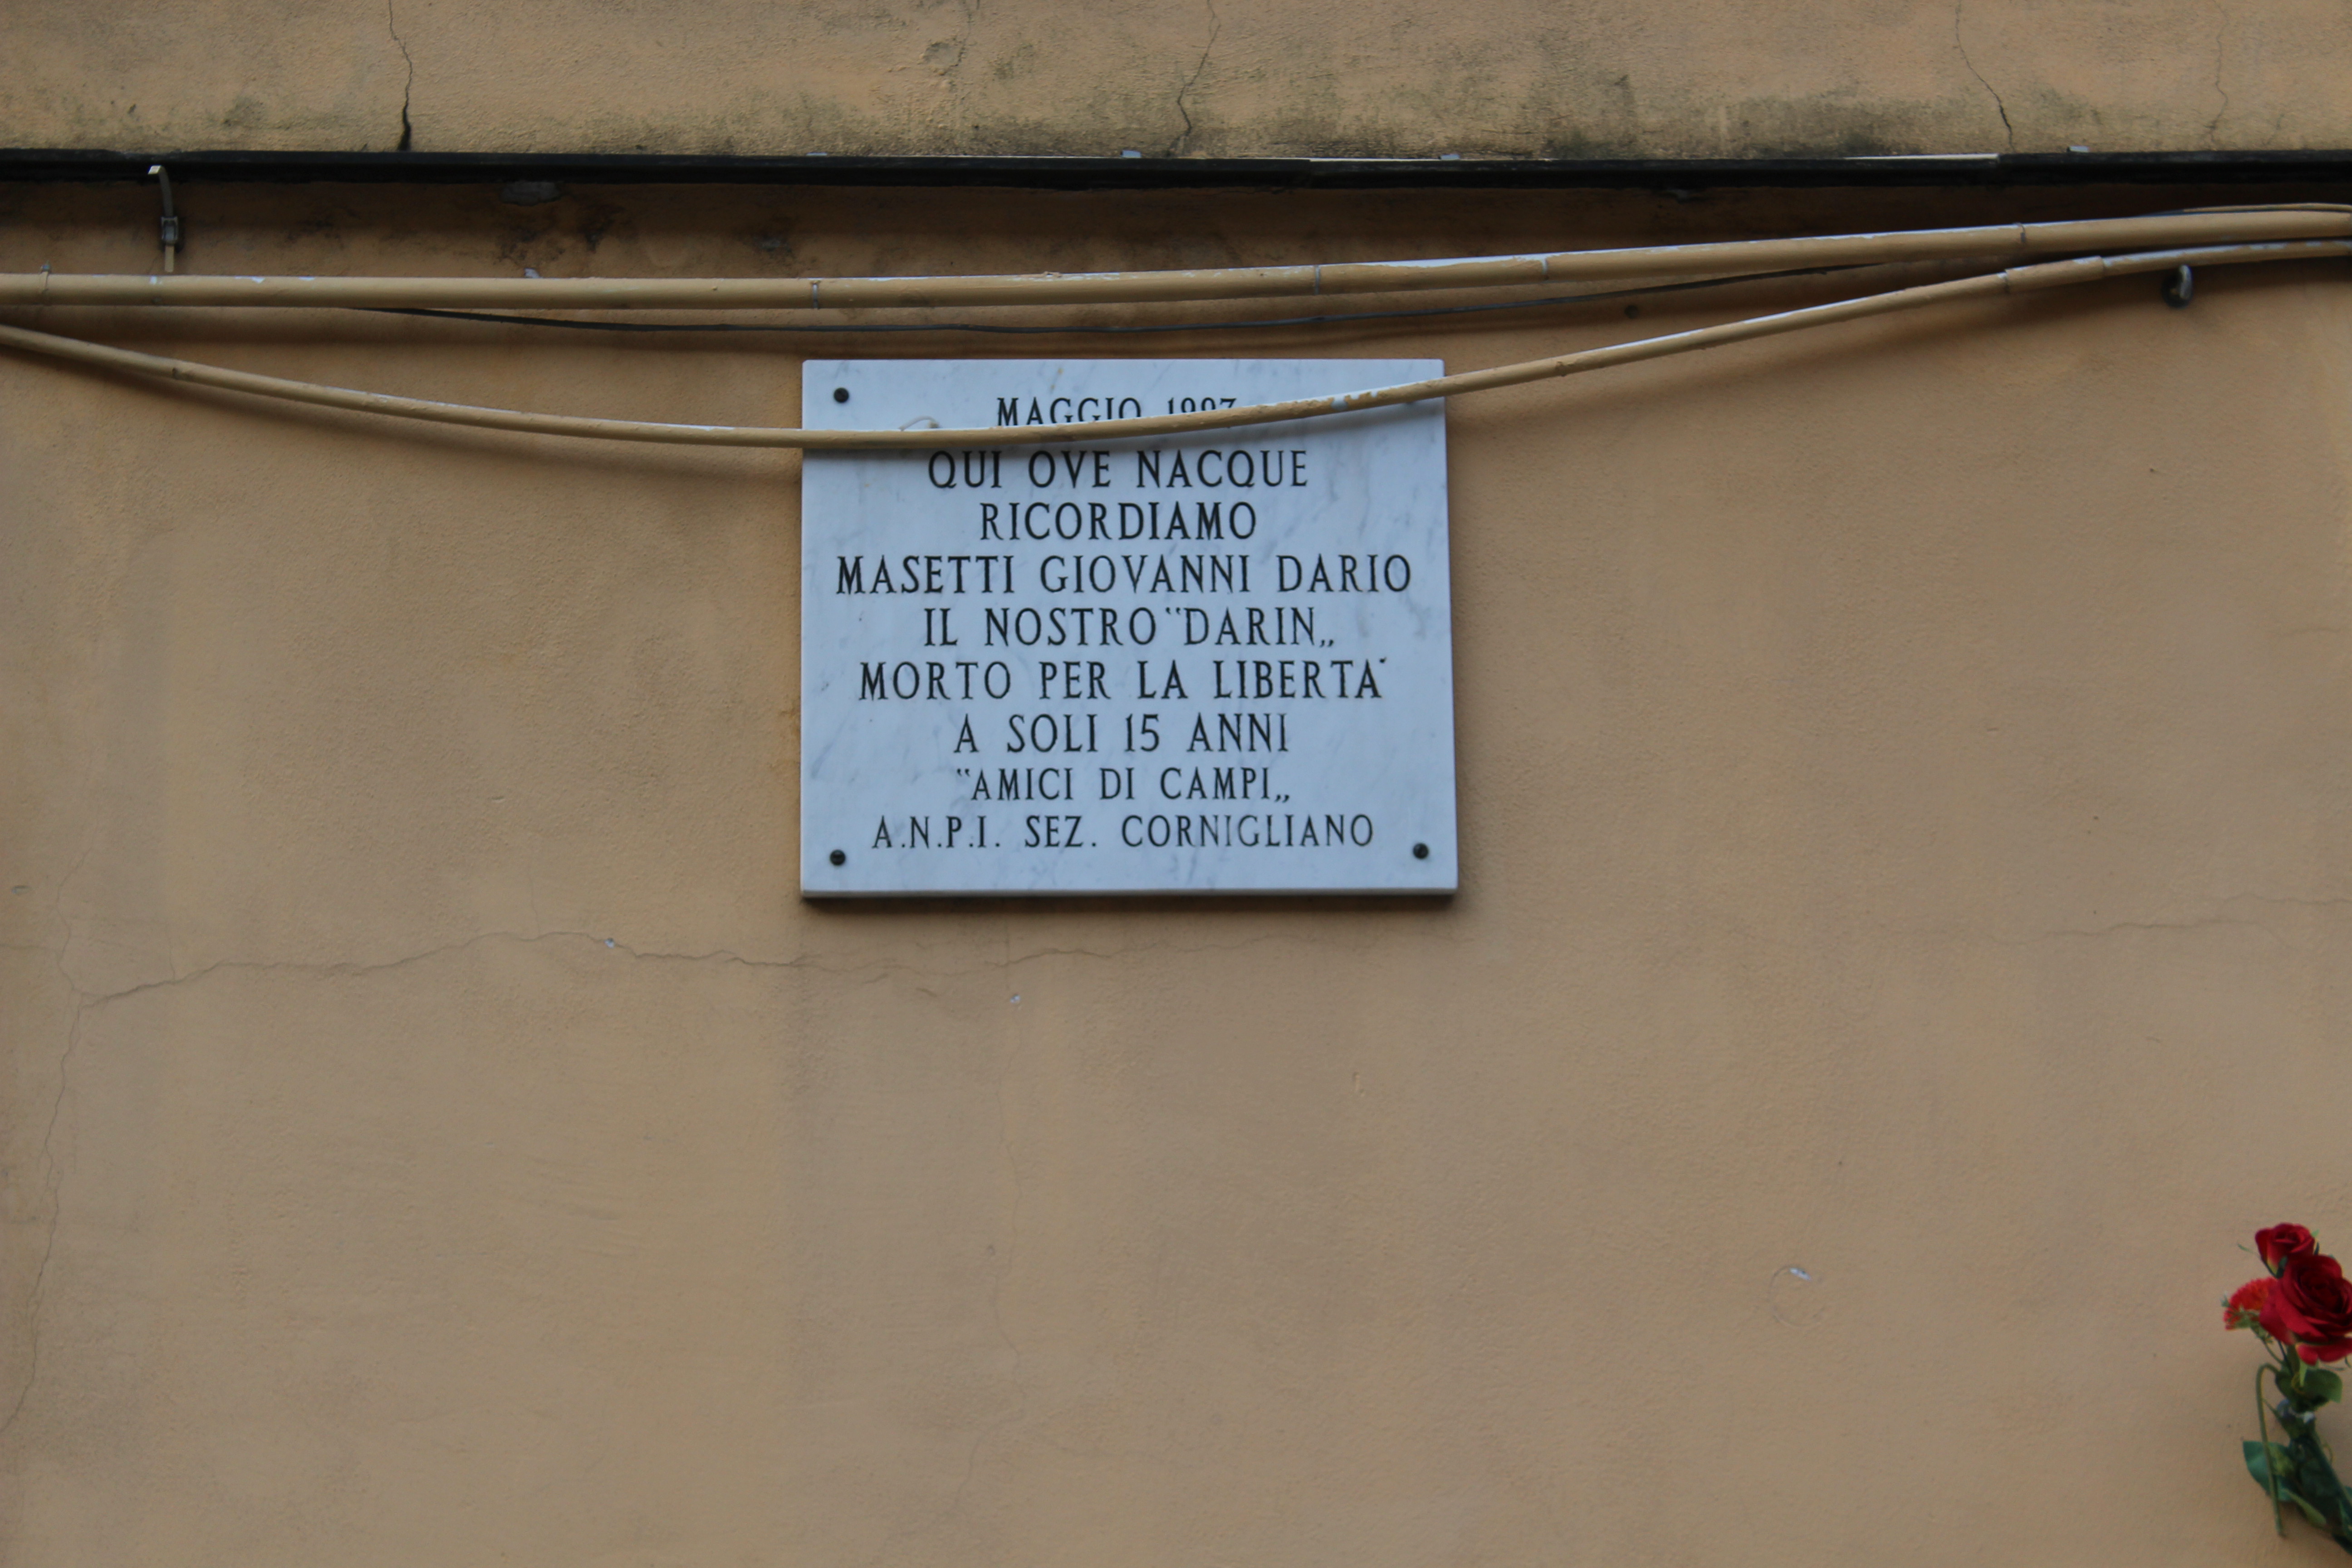 MAGGIO 1997
QUI OVE NACQUE
RICORDIAMO
MASETTI GIOVANNI DARIO
IL NOSTRO "DARIN„
MORTO PER LA LIBERTA'
A SOLI 15 ANNI
"AMICI DI CAMPI„
A.N.P.I. SEZ. CORNIGLIANO